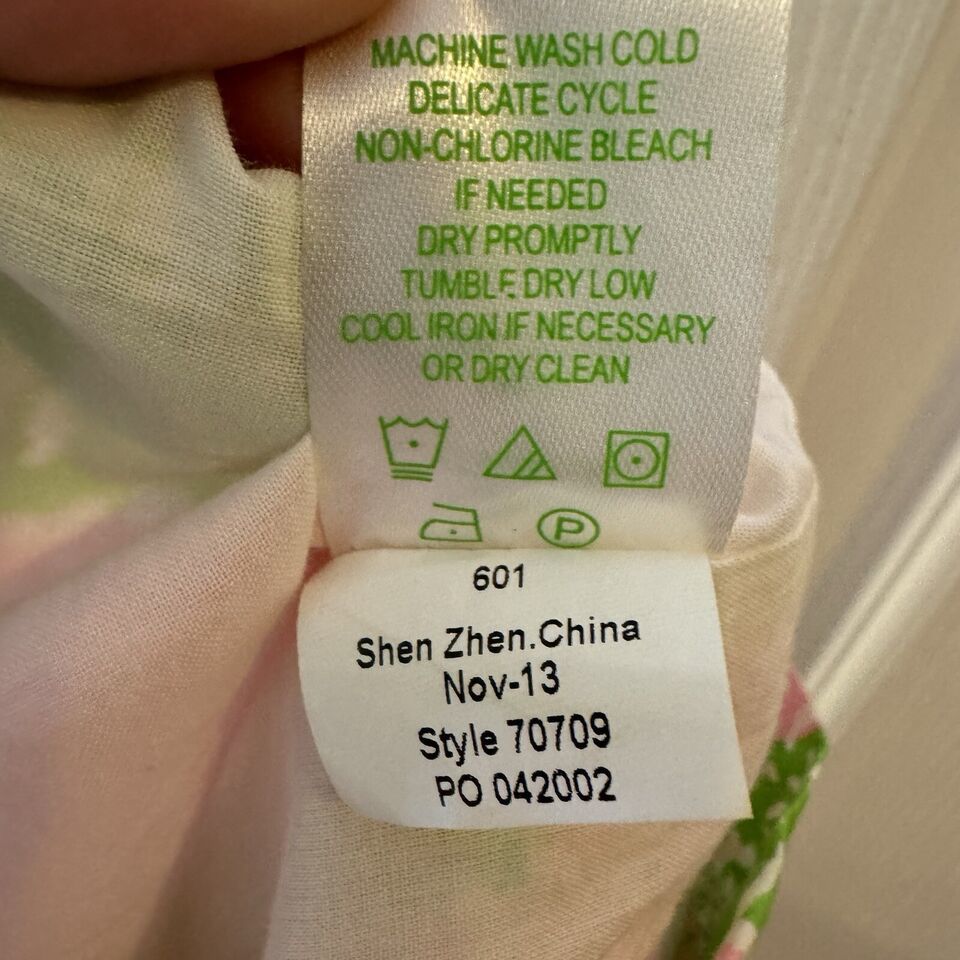 MACHINE WASH COLD
DELICATE CYCLE
NON-CHLORINE BLEACH
IF NEEDED
DRY PROMPTLY
TUMBLE DRY LOW
COOL IRON IF NECESSARY
OR DRY CLEAN
P
601
Shen Zhen.China
Nov-13
Style 70709
PO 042002